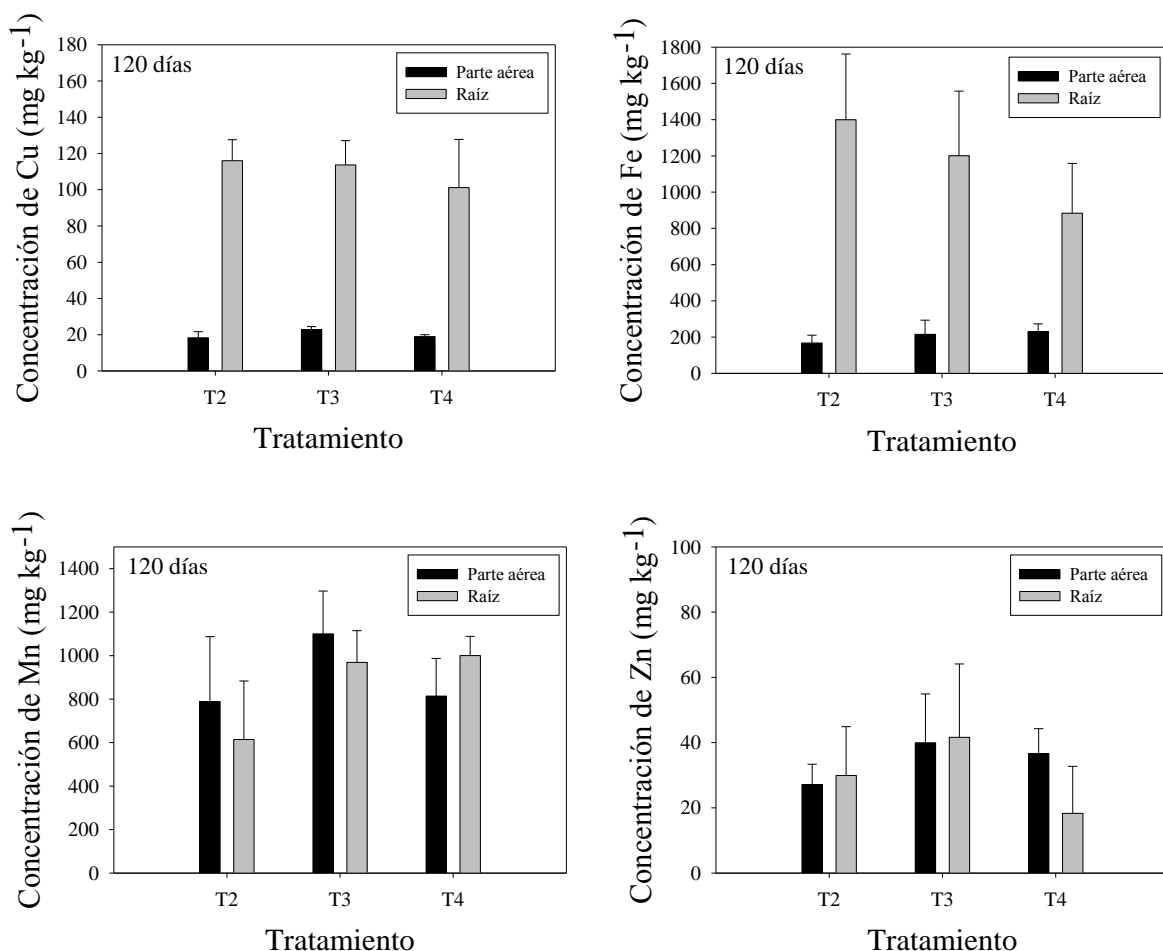 Concentración de Cu (mg kg-1)
180
160
140
120
100
80
60
40
20
0
120 días
Parte aérea
Raíz
T2 T3 T4
Tratamiento
Concentración de Fe (mg kg-1)
1800
1600
1400
1200
1000
800
600
400
200
0
120 días
Parte aérea
Raíz
T2 T3 T4
Tratamiento
Concentración de Mn (mg kg-1)
1400
1200
1000
800
600
400
200
0
120 días
Parte aérea
Raíz
T2 T3 T4
Tratamiento
Concentración de Zn (mg kg-1)
100
80
60
40
20
0
120 días
Parte aérea
Raíz
T2 T3 T4
Tratamiento